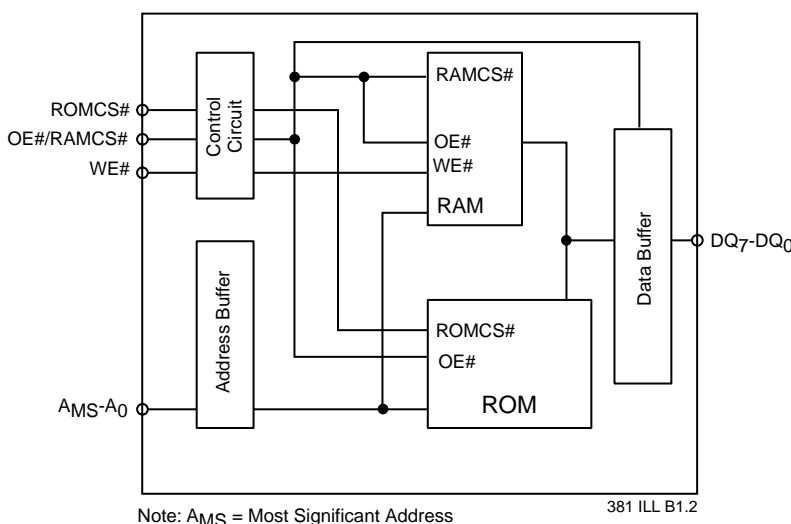 ROMCS#
OE#/RAMCS#
WE#
Control
Circuit
RAMCS#
OE#
WE#
RAM
Address Buffer
AMS-A0
ROMCS#
OE#
ROM
Data Buffer
DQ7-DQ0
Note: AMS = Most Significant Address
381 ILL B1.2